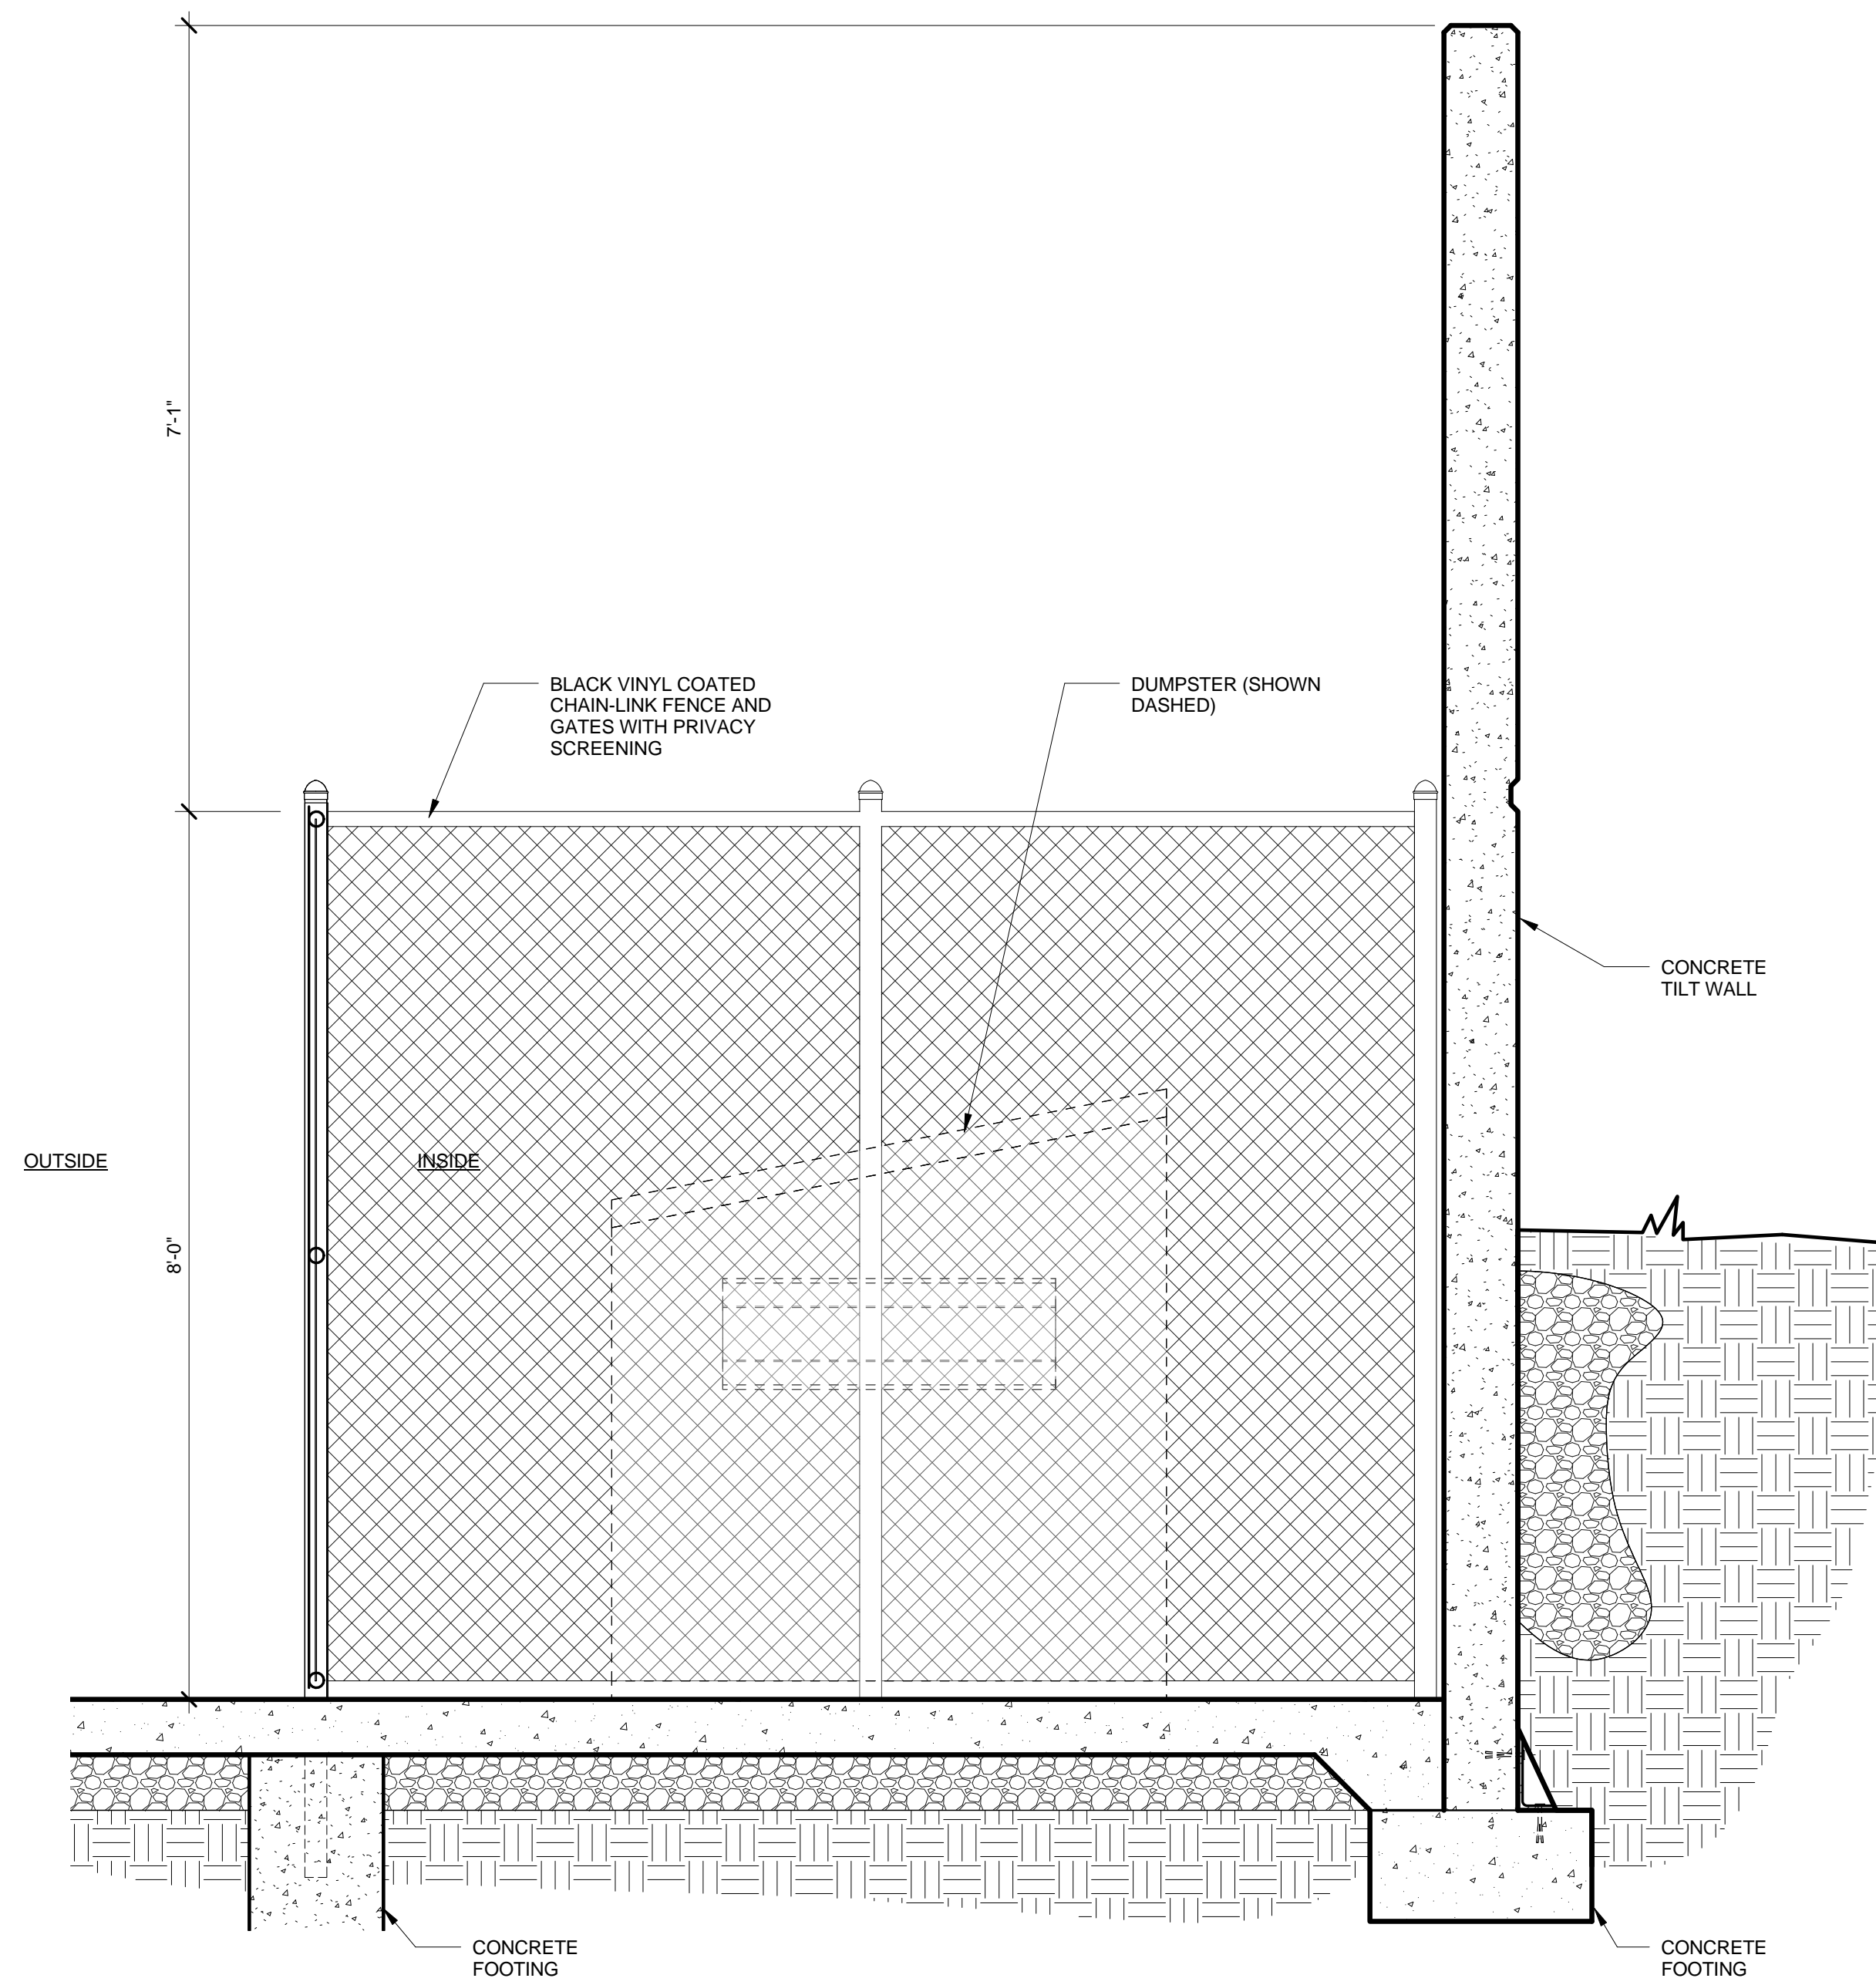 7'-1"
BLACK VINYL COATED
CHAIN-LINK FENCE AND
GATES WITH PRIVACY
SCREENING
DUMPSTER (SHOWN
DASHED)
CONCRETE
TILT WALL
OUTSIDE
INSIDE
8'-0"
CONCRETE
FOOTING
CONCRETE
FOOTING